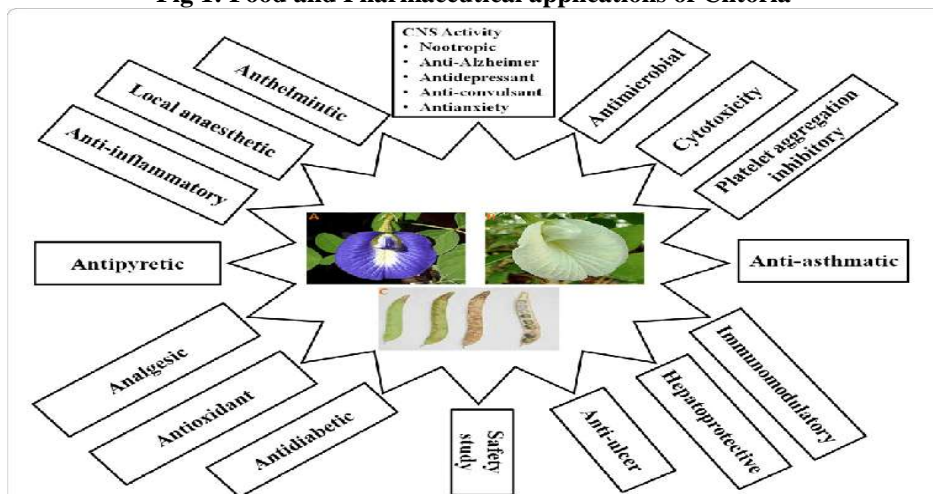 Fig 1: Food and Pharmaceutical applications of Clitoria
CNS Activity
• Nootropic
• Anti-Alzheimer
• Antidepressant
• Anti-convulsant
• Antianxiety
Anthelmintic
Local anaesthetic
Anti-inflammatory
Antipyretic
Analgesic
Antioxidant
Antidiabetic
Safety
study
Anti-ulcer
Hepatoprotective
Immunomodulatory
Anti-asthmatic
Platelet aggregation
inhibitory
Cytotoxicity
Antimicrobial
A
B
C